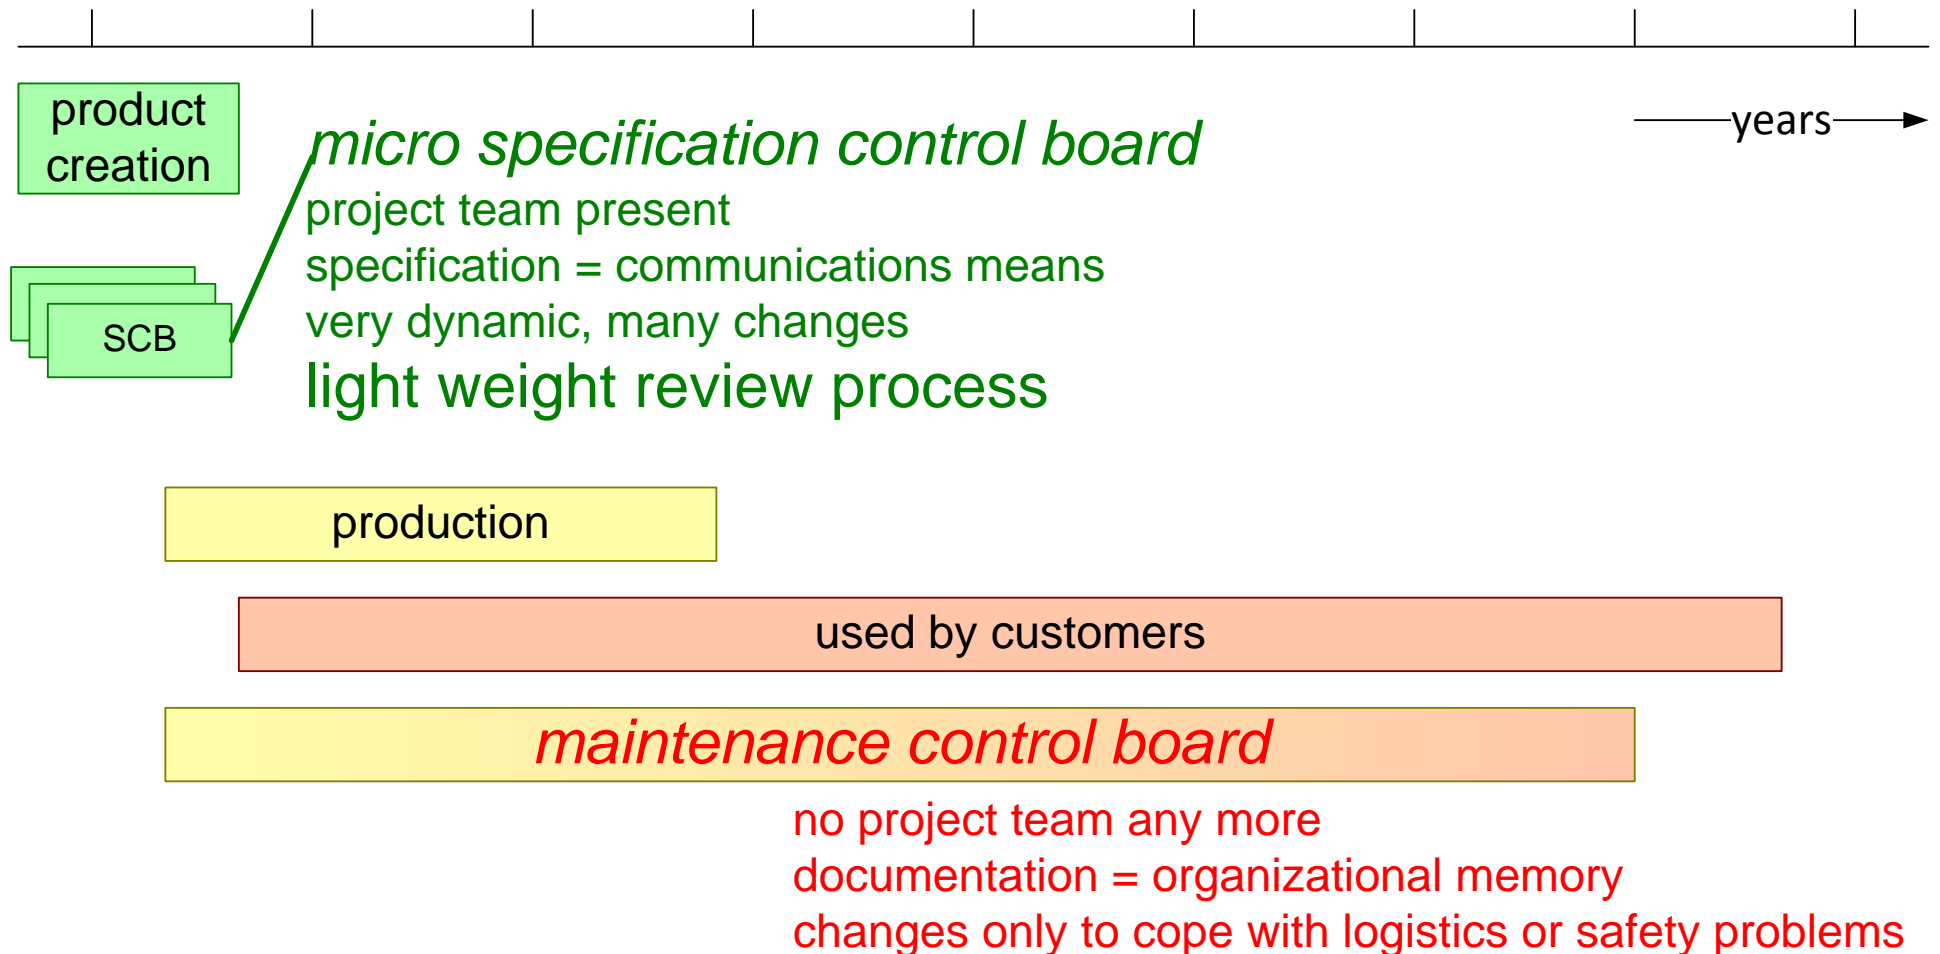 product
creation
micro specification control board
years
project team present
specification = communications means
very dynamic, many changes
SCB
light weight review process
production
used by customers
maintenance control board
no project team any more
documentation = organizational memory
changes only to cope with logistics or safety problems